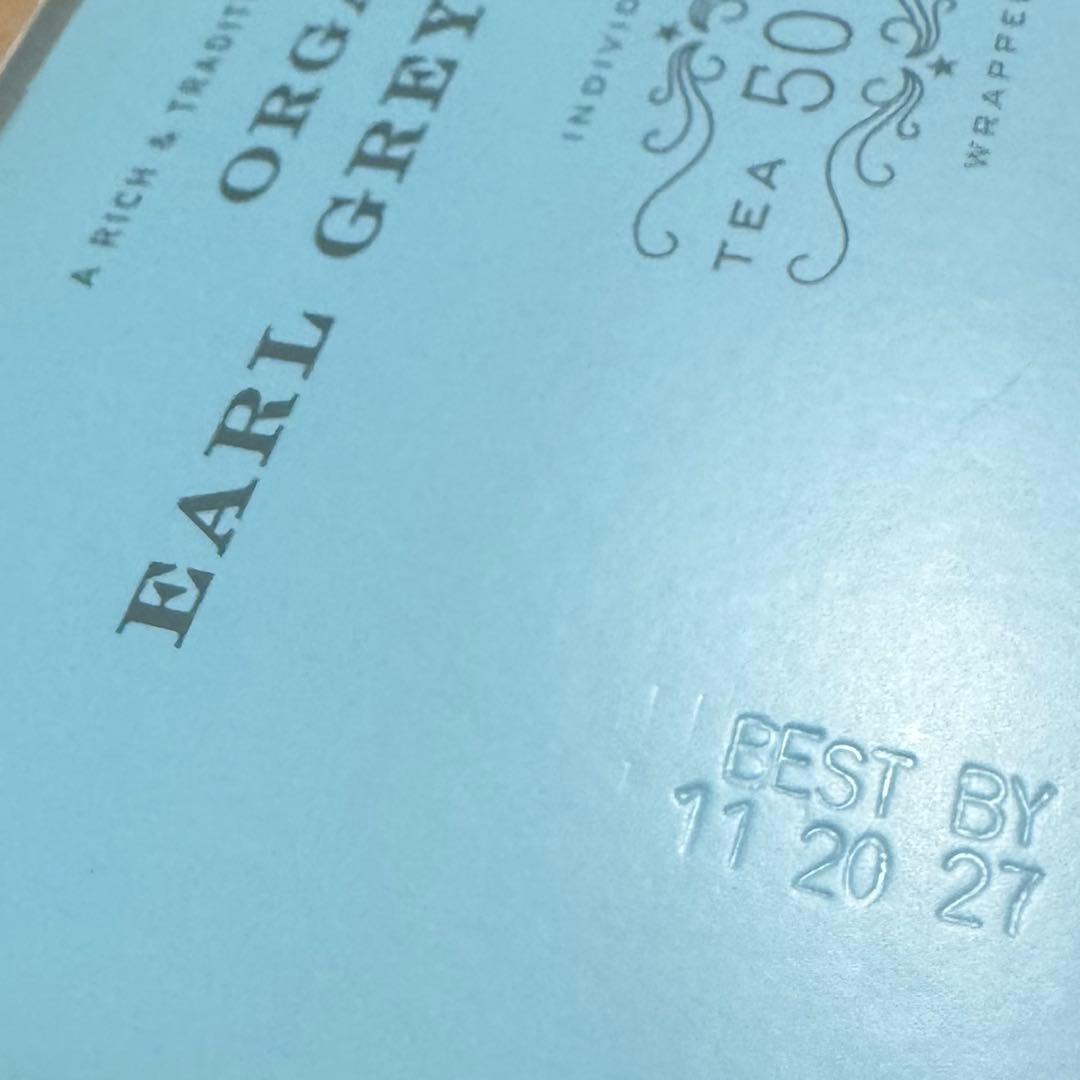 A RICH & TRADIT
ORGA
EARL GREY
INDIVID
TEA 50
WRAPPE
BEST BY
11 20 27